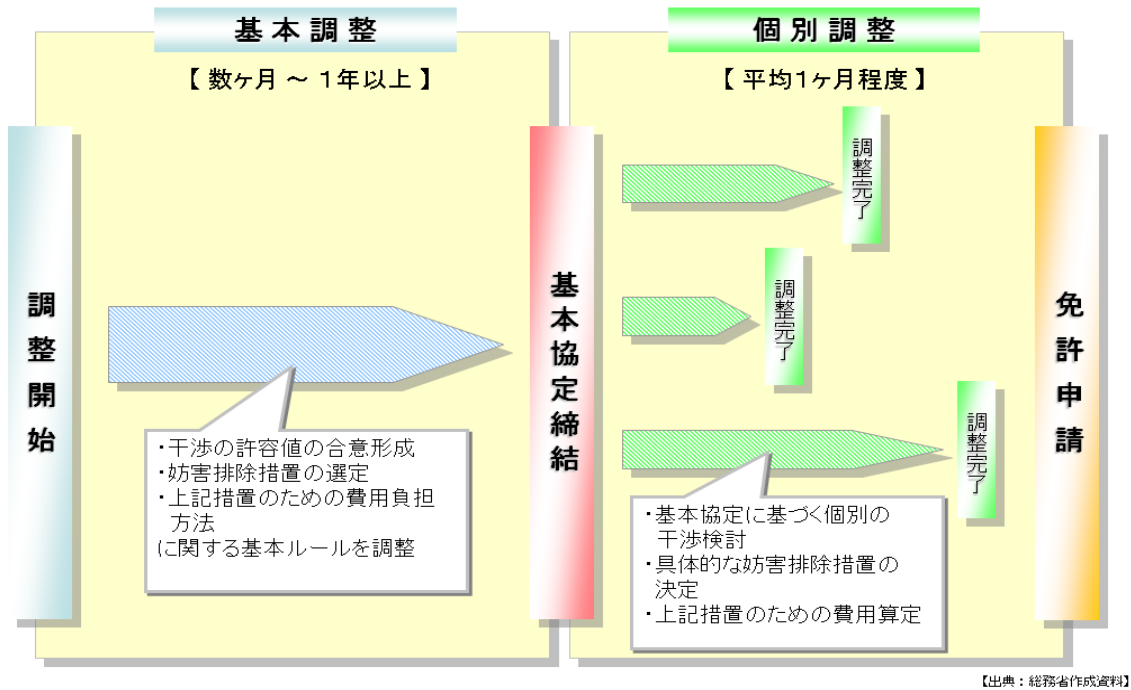 基本調整
【 数ヶ月 ～ １年以上 】
調整開始
・干渉の許容値の合意形成
・妨害排除措置の選定
・上記措置のための費用負担
方法
に関する基本ルールを調整
基本協定締結
個別調整
【 平均１ヶ月程度 】
調整完了
調整完了
調整完了
・基本協定に基づく個別の
干渉検討
・具体的な妨害排除措置の
決定
・上記措置のための費用算定
免許申請
【出典：総務省作成資料】